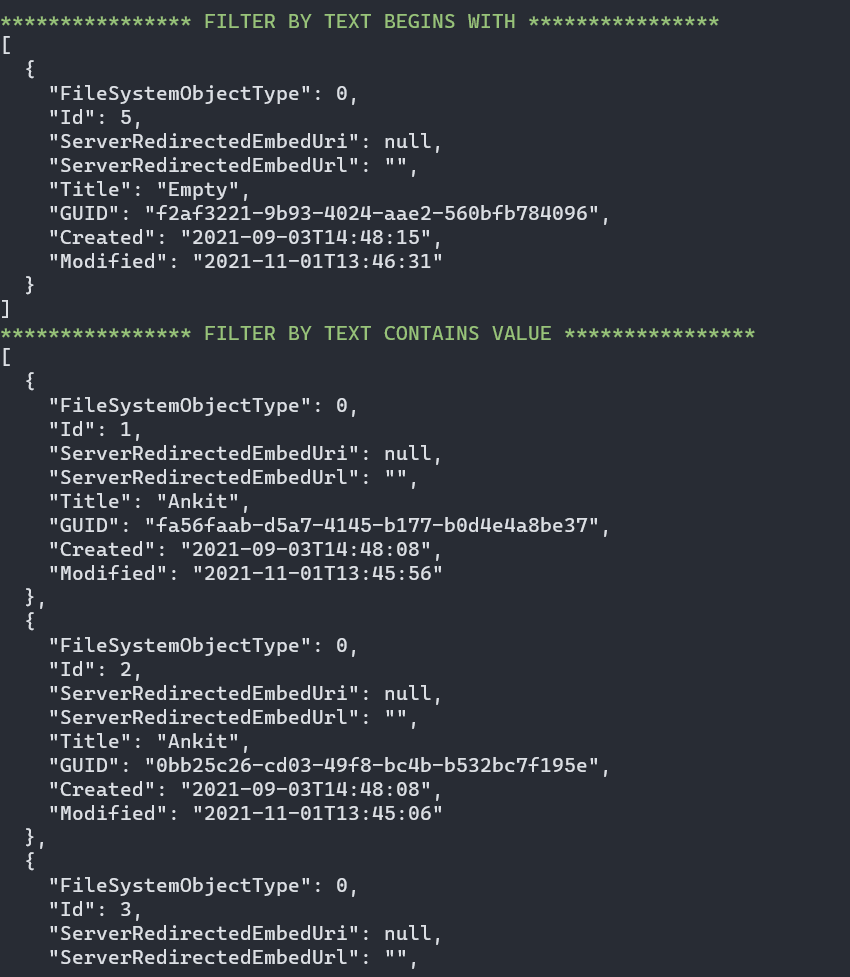 **************** FILTER BY TEXT BEGINS WITH ****************
[
  {
    "FileSystemObjectType": 0,
    "Id": 5,
    "ServerRedirectedEmbedUri": null,
    "ServerRedirectedEmbedUrl": "",
    "Title": "Empty",
    "GUID": "f2af3221-9b93-4024-aae2-560bfb784096",
    "Created": "2021-09-03T14:48:15",
    "Modified": "2021-11-01T13:46:31"
  }
]
**************** FILTER BY TEXT CONTAINS VALUE ****************
[
  {
    "FileSystemObjectType": 0,
    "Id": 1,
    "ServerRedirectedEmbedUri": null,
    "ServerRedirectedEmbedUrl": "",
    "Title": "Ankit",
    "GUID": "fa56faab-d5a7-4145-b177-b0d4e4a8be37",
    "Created": "2021-09-03T14:48:08",
    "Modified": "2021-11-01T13:45:56"
  },
  {
    "FileSystemObjectType": 0,
    "Id": 2,
    "ServerRedirectedEmbedUri": null,
    "ServerRedirectedEmbedUrl": "",
    "Title": "Ankit",
    "GUID": "0bb25c26-cd03-49f8-bc4b-b532bc7f195e",
    "Created": "2021-09-03T14:48:08",
    "Modified": "2021-11-01T13:45:06"
  },
  {
    "FileSystemObjectType": 0,
    "Id": 3,
    "ServerRedirectedEmbedUri": null,
    "ServerRedirectedEmbedUrl": "",